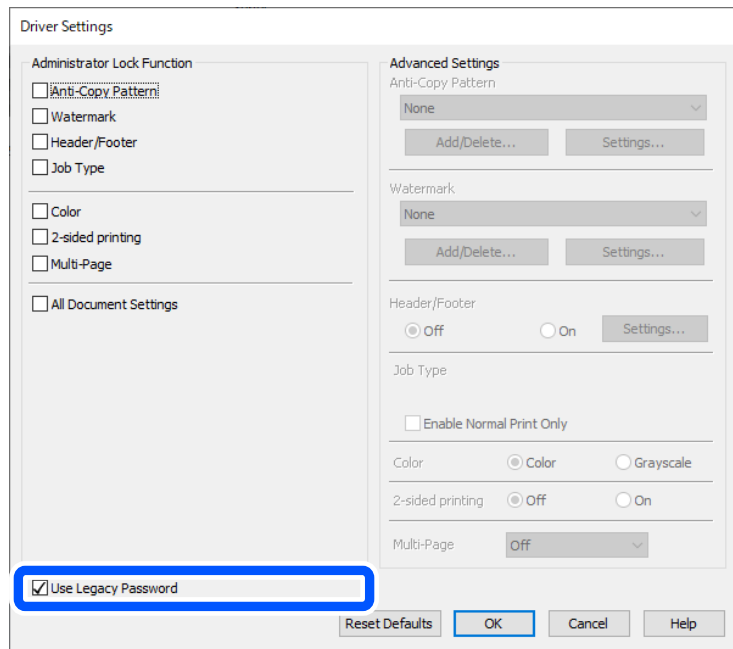 Driver Settings
Administrator Lock Function
Anti-Copy Pattern
Watermark
Header/Footer
Job Type
Color
2-sided printing
Multi-Page
All Document Settings
Use Legacy Password
Advanced Settings
Anti-Copy Pattern
None
Add/Delete... Settings...
Watermark
None
Add/Delete... Settings...
Header/Footer
Off On Settings...
Job Type
Enable Normal Print Only
Color Color Grayscale
2-sided printing Off On
Multi-Page Off
Reset Defaults OK Cancel Help